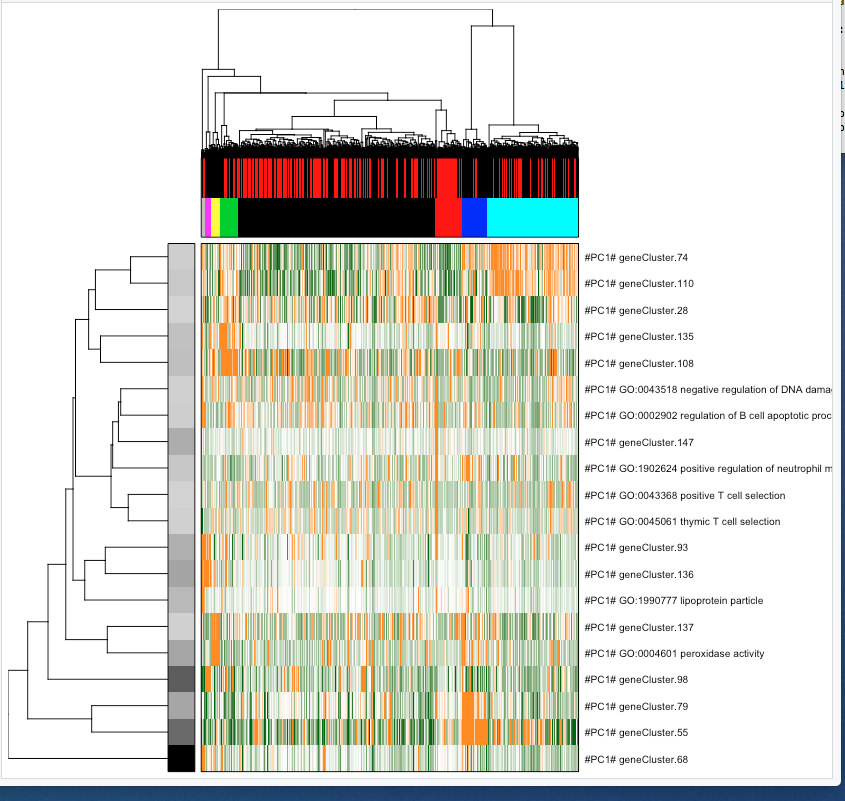 #PC1# geneCluster.74
#PC1# geneCluster.110
#PC1# geneCluster.28
#PC1# geneCluster.135
#PC1# geneCluster.108
#PC1# GO:0043518 negative regulation of DNA dama
#PC1# GO:0002902 regulation of B cell apoptotic proc
#PC1# geneCluster.147
#PC1# GO:1902624 positive regulation of neutrophil m
#PC1# GO:0043368 positive T cell selection
#PC1# GO:0045061 thymic T cell selection
#PC1# geneCluster.93
#PC1# geneCluster.136
#PC1# GO:1990777 lipoprotein particle
#PC1# geneCluster.137
#PC1# GO:0004601 peroxidase activity
#PC1# geneCluster.98
#PC1# geneCluster.79
#PC1# geneCluster.55
#PC1# geneCluster.68